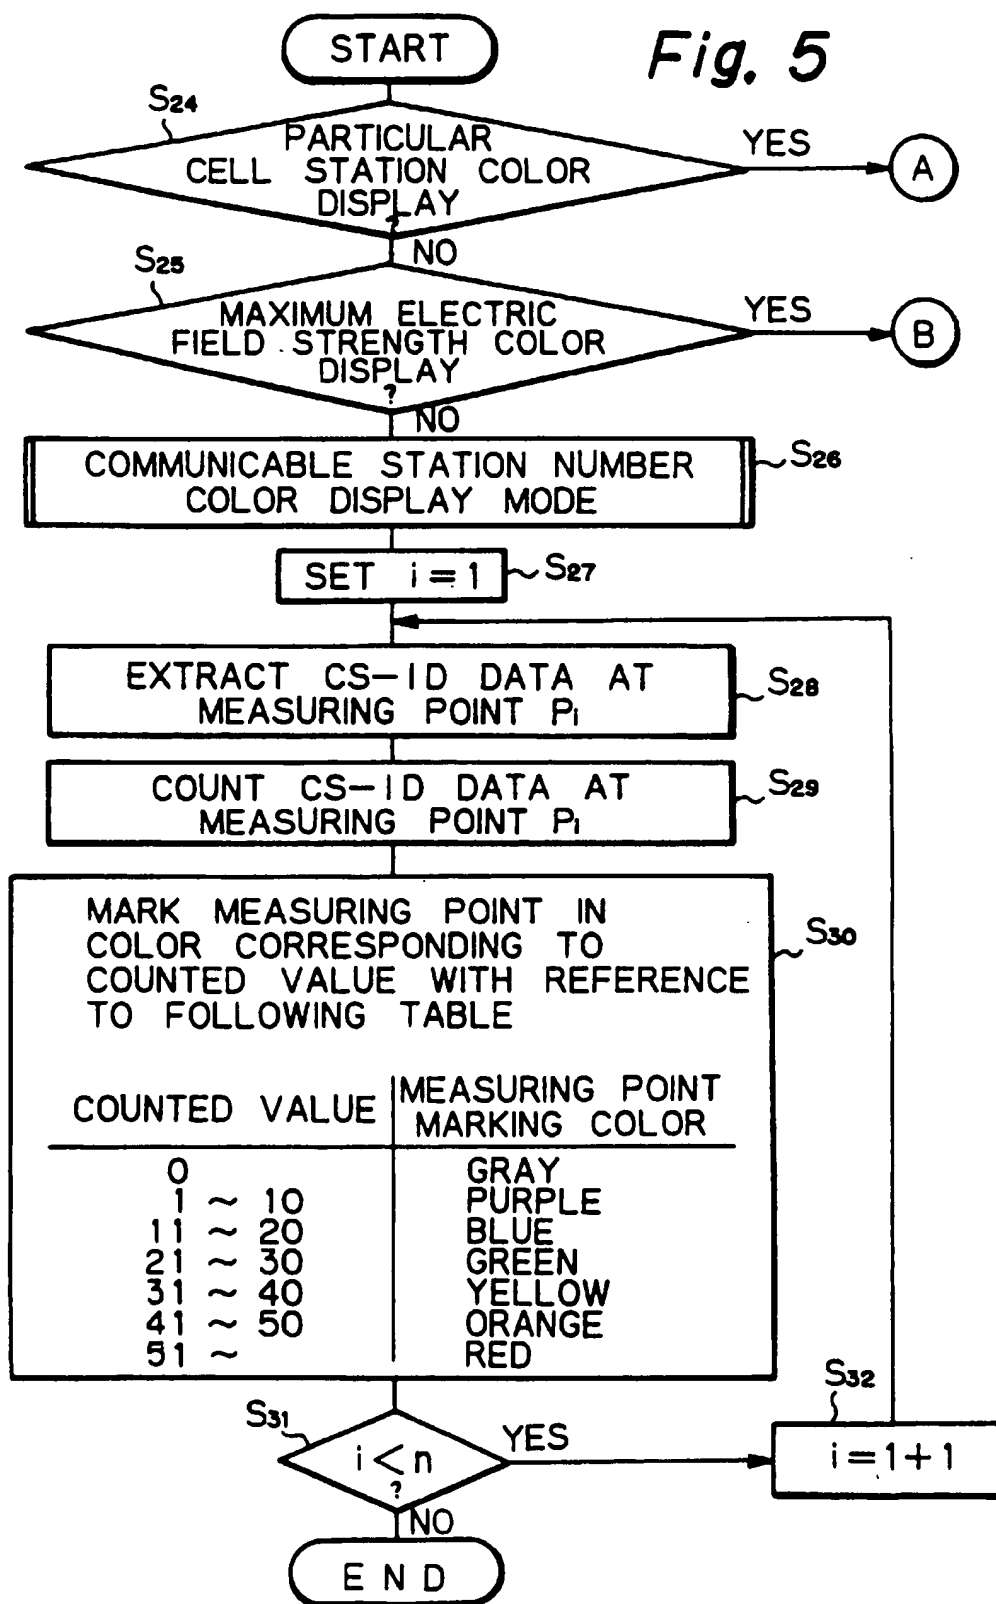 Fig. 5
START
S24
PARTICULAR
CELL STATION COLOR
DISPLAY
?
YES
A
NO
S25
MAXIMUM ELECTRIC
FIELD STRENGTH COLOR
DISPLAY
?
YES
B
NO
COMMUNICABLE STATION NUMBER
COLOR DISPLAY MODE
S26
SET i = 1
S27
EXTRACT CS-ID DATA AT
MEASURING POINT Pi
S28
COUNT CS-ID DATA AT
MEASURING POINT Pi
S29
MARK MEASURING POINT IN
COLOR CORRESPONDING TO
COUNTED VALUE WITH REFERENCE
TO FOLLOWING TABLE
S30
COUNTED VALUE
MEASURING POINT
MARKING COLOR
0 GRAY
1 ~ 10 PURPLE
11 ~ 20 BLUE
21 ~ 30 GREEN
31 ~ 40 YELLOW
41 ~ 50 ORANGE
51 ~ RED
S31
i < n
?
YES
S32
i = 1 + 1
NO
END